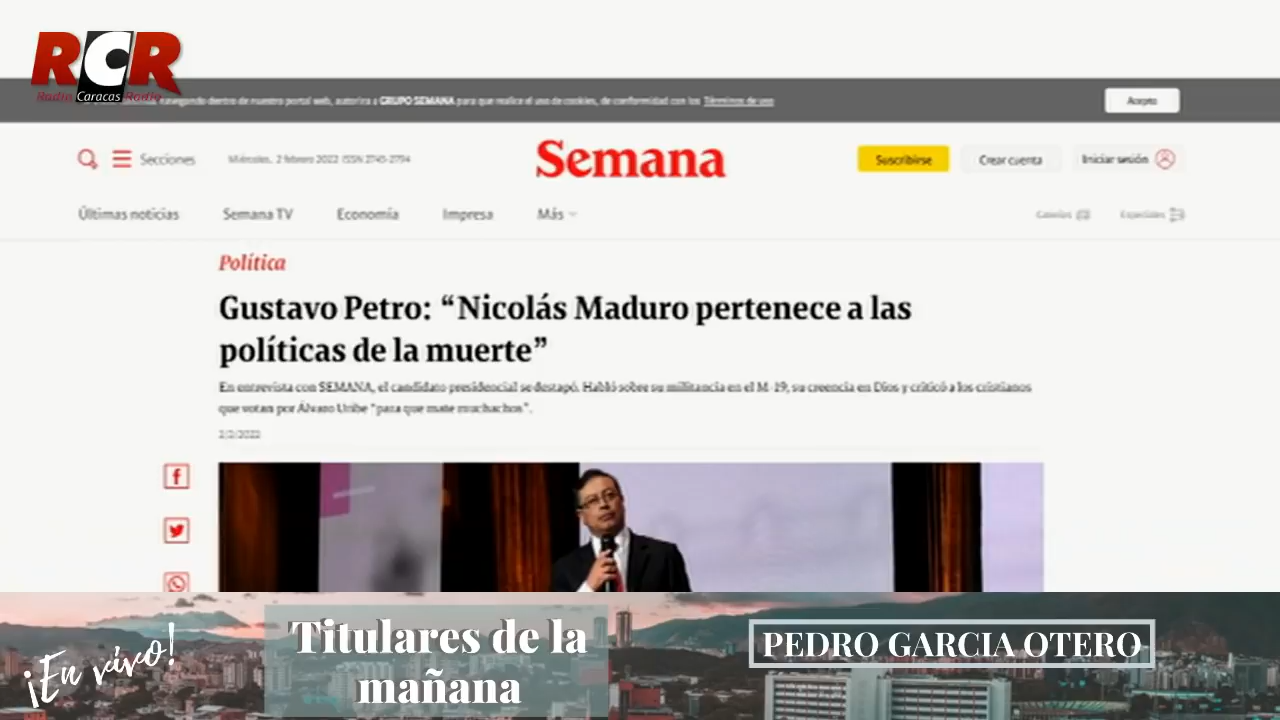 RCR
Radio Caracas Radio
dentro de nuestro portal web, autoriza a GRUPO SEMANA para que realice el uso de cookies, de conformidad con los Términos de uso
Acepto
Secciones
Miércoles, 2 febrero 2022 ISSN 2745-2794
Semana
Suscribirse
Crear cuenta
Iniciar sesión
Últimas noticias
Semana TV
Economía
Impresa
Más
Galerías
Especiales
Política
Gustavo Petro: “Nicolás Maduro pertenece a las
políticas de la muerte”
En entrevista con SEMANA, el candidato presidencial se destapó. Habló sobre su militancia en el M-19, su creencia en Dios y criticó a los cristianos
que votan por Álvaro Uribe “para que mate muchachos”.
2/2/2022
¡En vivo!
Titulares de la
mañana
PEDRO GARCIA OTERO